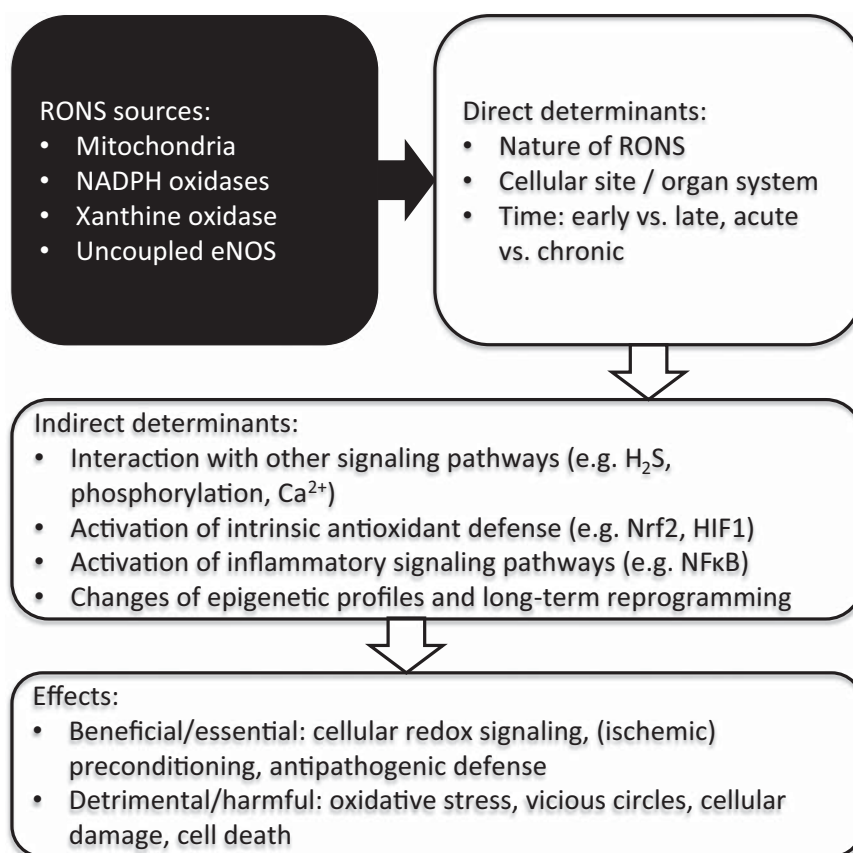 RONS sources:
• Mitochondria
• NADPH oxidases
• Xanthine oxidase
• Uncoupled eNOS
Direct determinants:
• Nature of RONS
• Cellular site / organ system
• Time: early vs. late, acute
vs. chronic
Indirect determinants:
• Interaction with other signaling pathways (e.g. H₂S,
phosphorylation, Ca²⁺)
• Activation of intrinsic antioxidant defense (e.g. Nrf2, HIF1)
• Activation of inflammatory signaling pathways (e.g. NFκB)
• Changes of epigenetic profiles and long-term reprogramming
Effects:
• Beneficial/essential: cellular redox signaling, (ischemic)
preconditioning, antipathogenic defense
• Detrimental/harmful: oxidative stress, vicious circles, cellular
damage, cell death